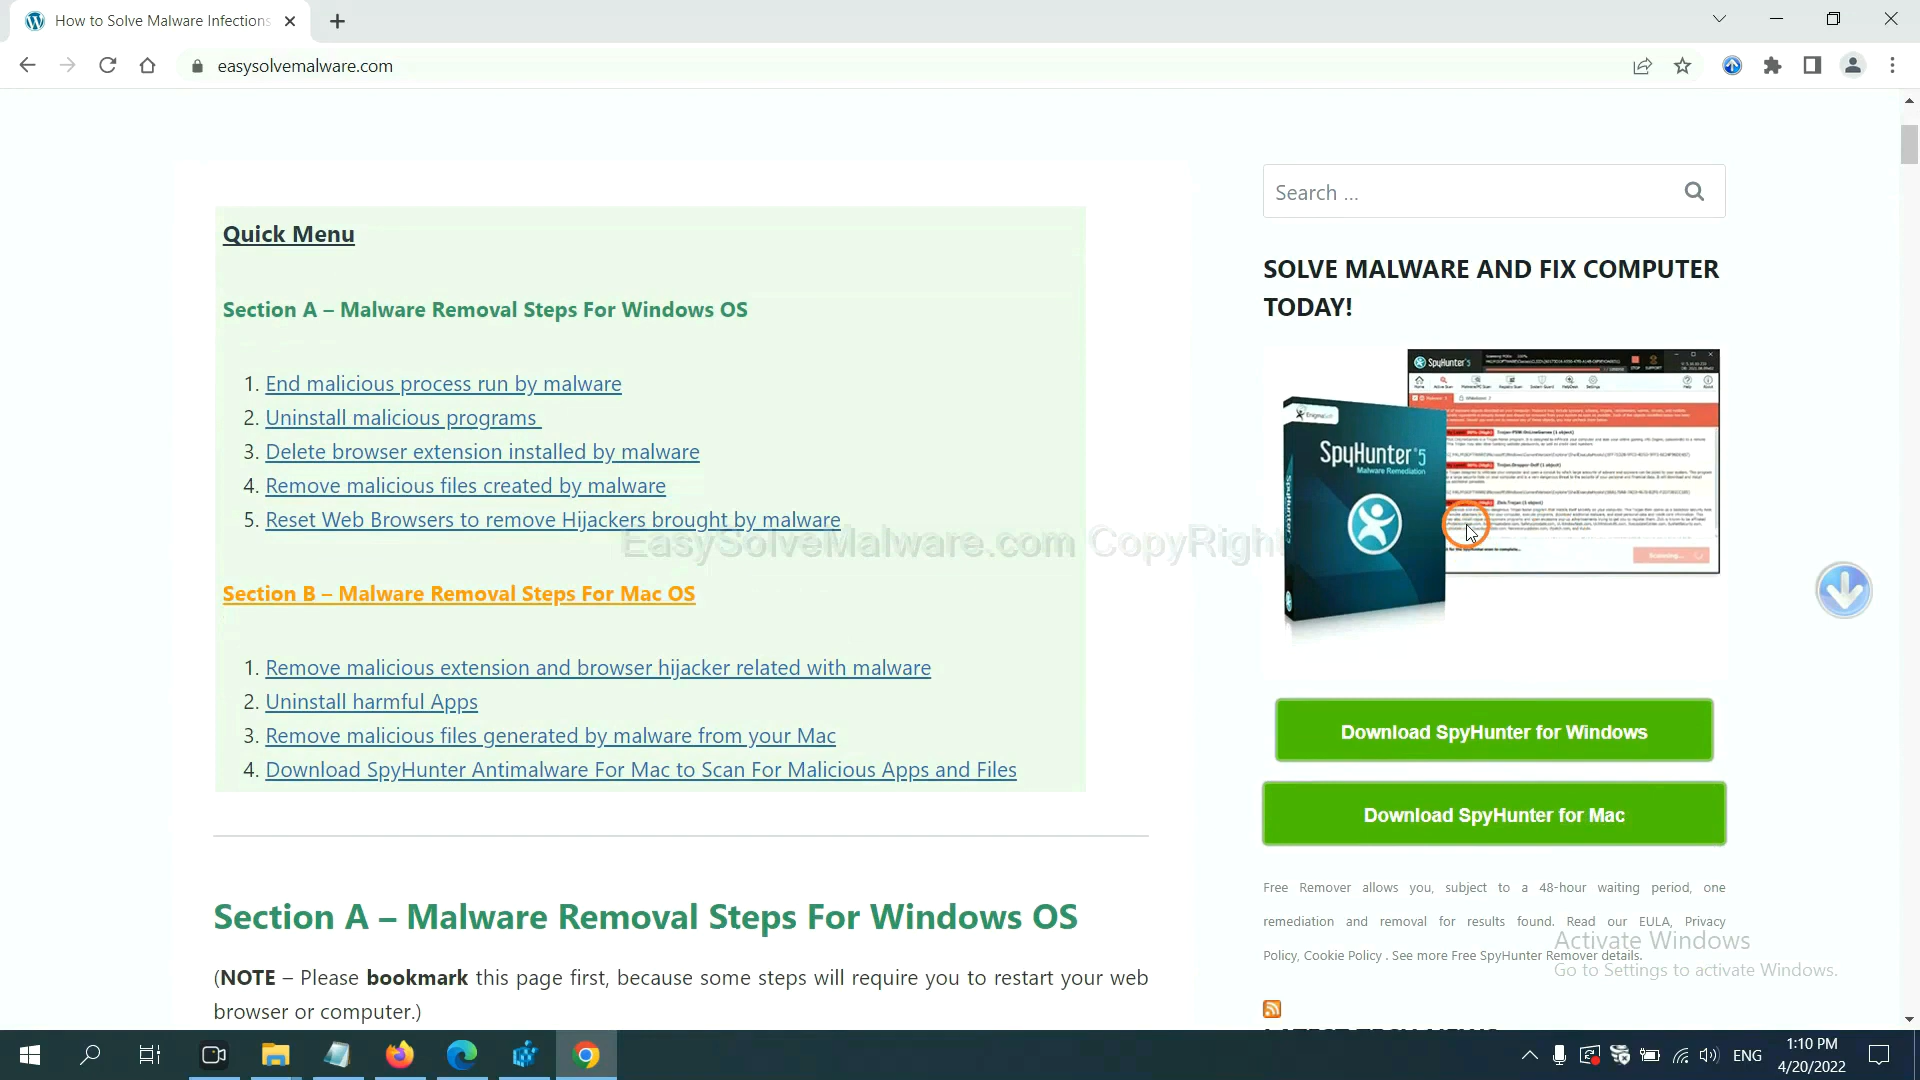 How to Solve Malware Infections
easysolvemalware.com
Search ...
Quick Menu
Section A – Malware Removal Steps For Windows OS
1. End malicious process run by malware
2. Uninstall malicious programs
3. Delete browser extension installed by malware
4. Remove malicious files created by malware
5. Reset Web Browsers to remove Hijackers brought by malware
EasySolveMalware.com CopyRight
Section B – Malware Removal Steps For Mac OS
1. Remove malicious extension and browser hijacker related with malware
2. Uninstall harmful Apps
3. Remove malicious files generated by malware from your Mac
4. Download SpyHunter Antimalware For Mac to Scan For Malicious Apps and Files
Section A – Malware Removal Steps For Windows OS
(NOTE – Please bookmark this page first, because some steps will require you to restart your web
browser or computer.)
SOLVE MALWARE AND FIX COMPUTER
TODAY!
SpyHunter 5
EnigmaSoft
SpyHunter 5
Malware Remediation
SpyHunter 5
Scanning...
Download SpyHunter for Windows
Download SpyHunter for Mac
Free Remover allows you, subject to a 48-hour waiting period, one
remediation and removal for results found. Read our EULA, Privacy
Policy, Cookie Policy . See more Free SpyHunter Remover details.
Activate Windows
Go to Settings to activate Windows.
LATEST TECH NEWS
ENG
1:10 PM
4/20/2022